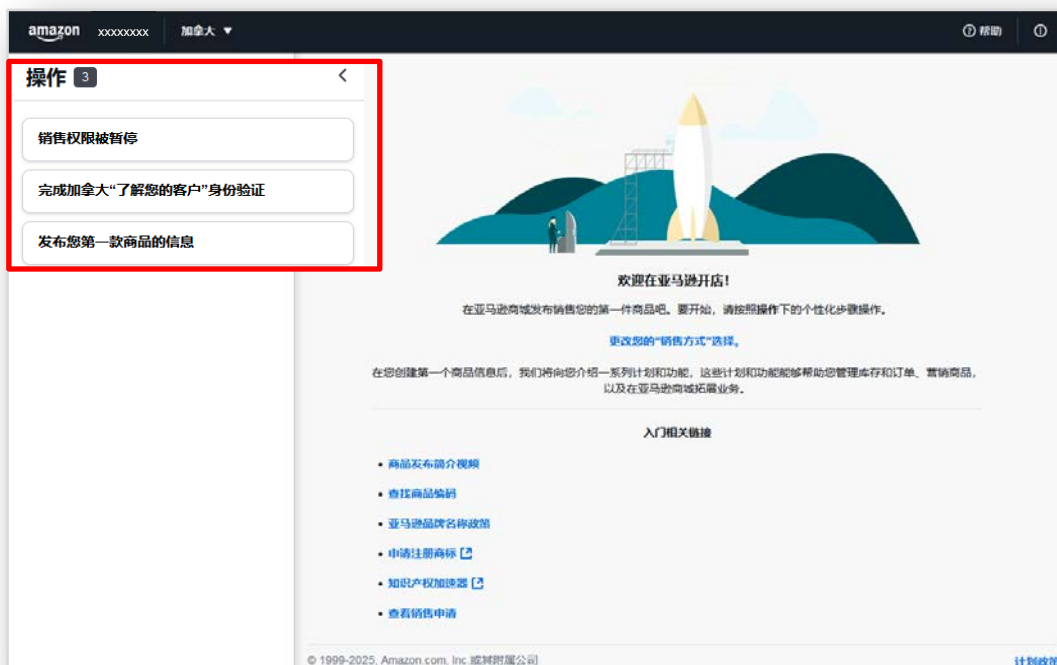 amazon xxxxxxxx 加拿大
帮助
操作 3
销售权限被暂停
完成加拿大“了解您的客户”身份验证
发布您第一款商品的信息
欢迎在亚马逊开店！
在亚马逊商城发布销售您的第一件商品吧。要开始，请按照操作下的个性化步骤操作。
更改您的“销售方式”选择。
在您创建第一个商品信息后，我们将向您介绍一系列计划和功能，这些计划和功能能够帮助您管理库存和订单、营销商品，
以及在亚马逊商城拓展业务。
入门相关链接
• 商品发布简介视频
• 查找商品编码
• 亚马逊品牌名称政策
• 申请注册商标
• 知识产权加速器
• 查看销售申请
© 1999-2025, Amazon.com, Inc 或其附属公司
计划政策